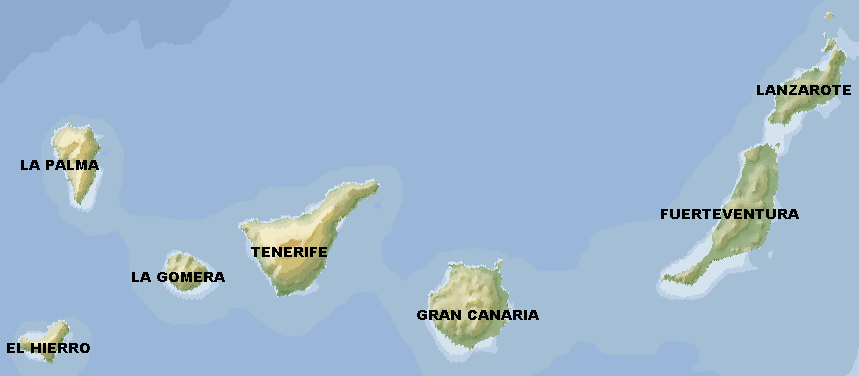 LANZAROTE
LA PALMA
FUERTEVENTURA
TENERIFE
LA GOMERA
GRAN CANARIA
EL HIERRO